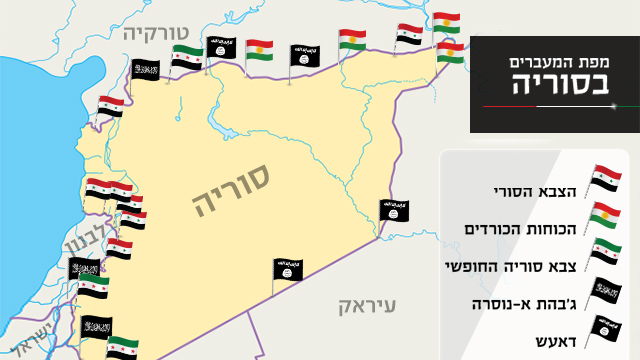 מפת המעברים
בסוריה
טורקיה
סוריה
לבנון
עיראק
ישראל
הצבא הסורי
הכוחות הכורדים
צבא סוריה החופשי
ג'בהת א-נוסרה
דאעש